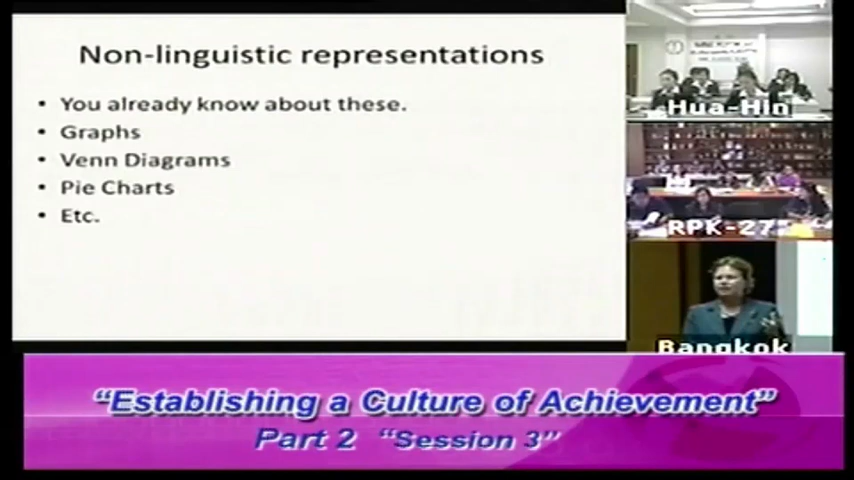 Non-linguistic representations
• You already know about these.
• Graphs
• Venn Diagrams
• Pie Charts
• Etc.
Hua-Hin
RPK-27
Bangkok
“Establishing a Culture of Achievement”
Part 2 “Session 3”